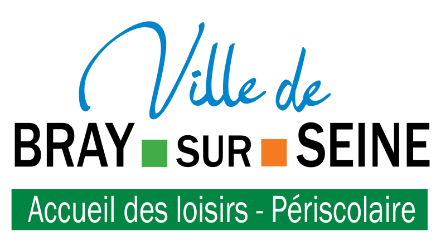 Ville de
BRAY SUR SEINE
Accueil des loisirs - Périscolaire